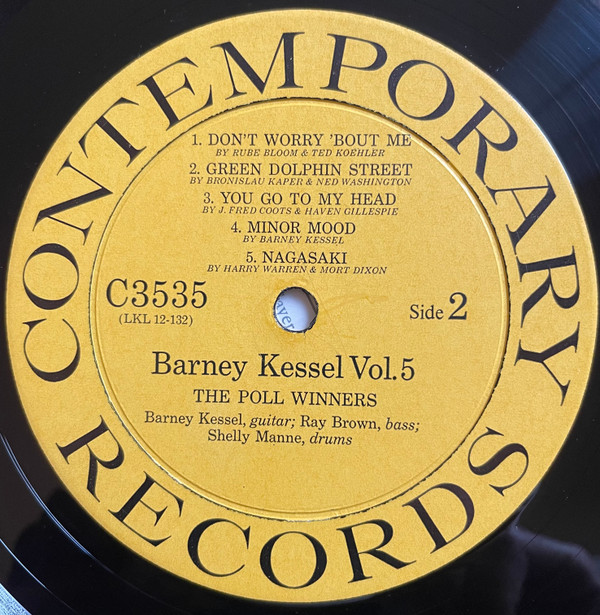 CONTEMPORARY
1. DON'T WORRY 'BOUT ME
BY RUBE BLOOM & TED KOEHLER
2. GREEN DOLPHIN STREET
BY BRONISLAU KAPER & NED WASHINGTON
3. YOU GO TO MY HEAD
BY J. FRED COOTS & HAVEN GILLESPIE
4. MINOR MOOD
BY BARNEY KESSEL
5. NAGASAKI
BY HARRY WARREN & MORT DIXON
C3535
(LKL 12-132)
Side 2
Barney Kessel Vol. 5
THE POLL WINNERS
Barney Kessel, guitar; Ray Brown, bass;
Shelly Manne, drums
RECORDS